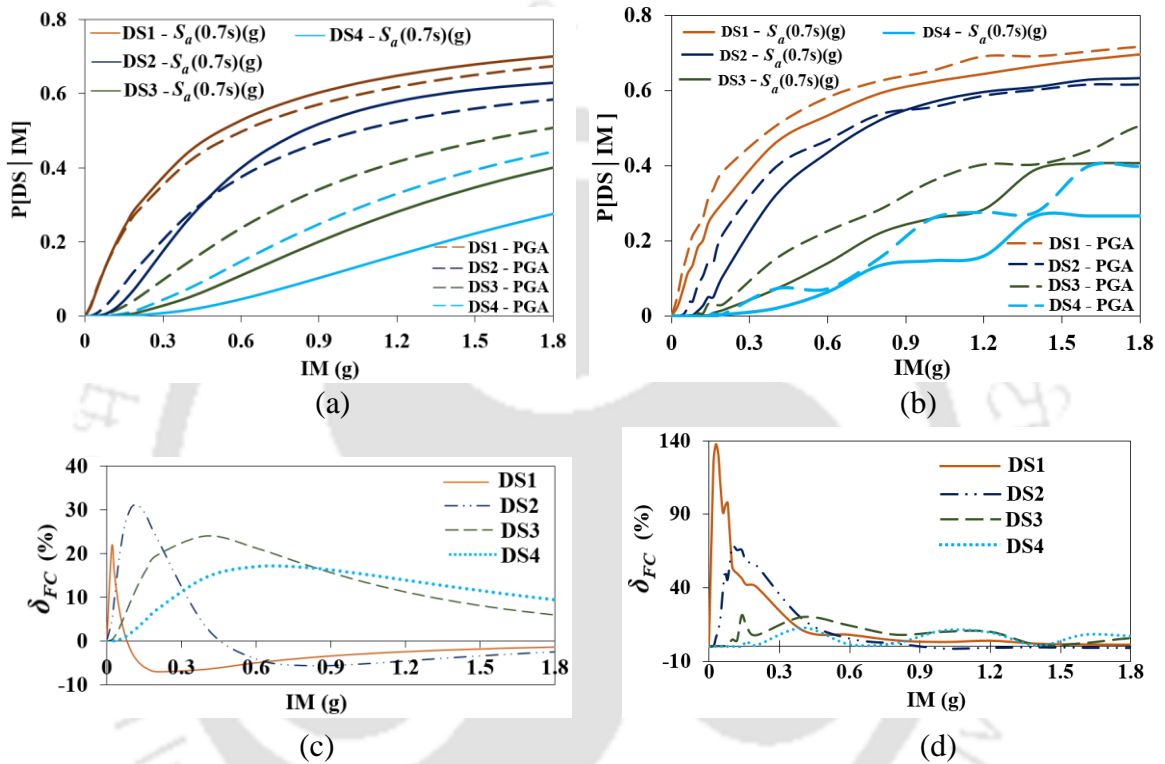 0.8
0.6
0.4
0.2
0
P[DS | IM]
DS1 - Sa(0.7s)(g)
DS4 - Sa(0.7s)(g)
DS2 - Sa(0.7s)(g)
DS3 - Sa(0.7s)(g)
DS1 - PGA
DS2 - PGA
DS3 - PGA
DS4 - PGA
0 0.3 0.6 0.9 1.2 1.5 1.8
IM (g)
(a)
0.8
0.6
0.4
0.2
0
P[DS | IM]
DS1 - Sa(0.7s)(g)
DS4 - Sa(0.7s)(g)
DS2 - Sa(0.7s)(g)
DS3 - Sa(0.7s)(g)
DS1 - PGA
DS2 - PGA
DS3 - PGA
DS4 - PGA
0 0.3 0.6 0.9 1.2 1.5 1.8
IM(g)
(b)
40
30
20
10
0
-10
δFC (%)
DS1
DS2
DS3
DS4
0 0.3 0.6 0.9 1.2 1.5 1.8
IM (g)
(c)
140
90
40
-10
δFC (%)
DS1
DS2
DS3
DS4
0 0.3 0.6 0.9 1.2 1.5 1.8
IM (g)
(d)